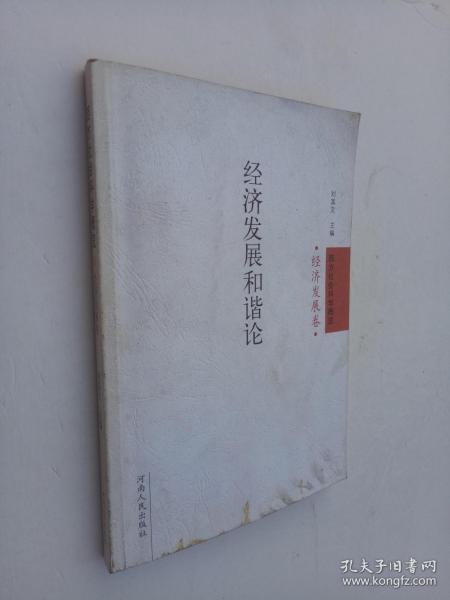 经济发展和谐论
主编
·经济发展卷·
河南人民出版社
孔夫子旧书网
www.kongfz.com